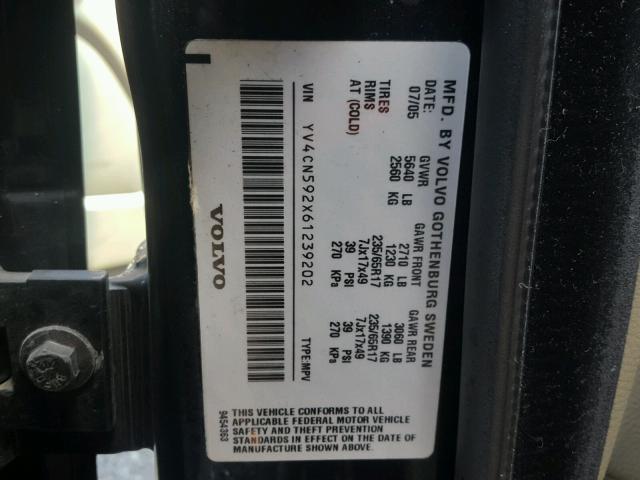 MFD. BY VOLVO GOTHENBURG SWEDEN
DATE: GVWR GAWR FRONT GAWR REAR
07/05 5640 LB 2710 LB 3060 LB
2560 KG 1230 KG 1390 KG
TIRES 235/65R17 235/65R17
RIMS 7Jx17x49 7Jx17x49
AT (COLD) 39 PSI 39 PSI
270 KPa 270 KPa
VIN YV4CN592X61239202 TYPE:MPV
VOLVO
9454363
THIS VEHICLE CONFORMS TO ALL
APPLICABLE FEDERAL MOTOR VEHICLE
SAFETY AND THEFT PREVENTION
STANDARDS IN EFFECT ON THE DATE OF
MANUFACTURE SHOWN ABOVE.